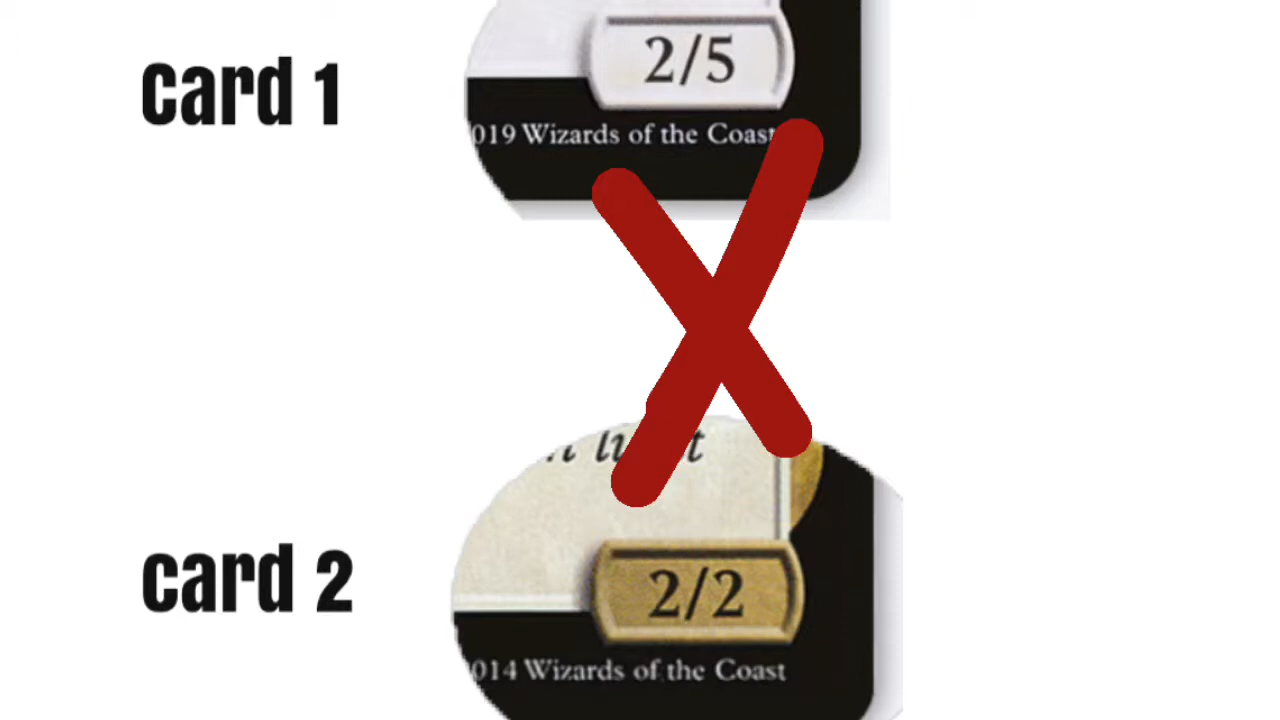 card 1
2/5
019 Wizards of the Coast
card 2
2/2
014 Wizards of the Coast